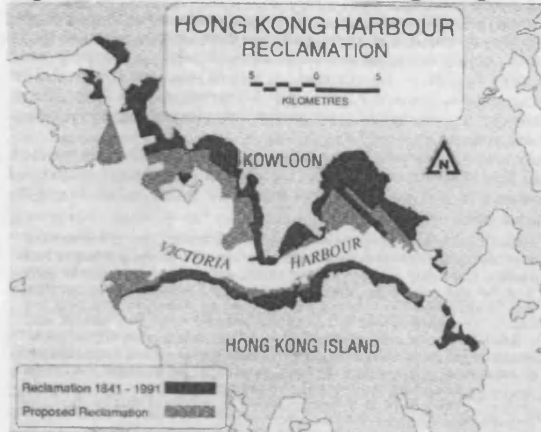 HONG KONG HARBOUR
RECLAMATION
5 0 5
KILOMETRES
KOWLOON
N
VICTORIA HARBOUR
HONG KONG ISLAND
Reclamation 1841 - 1991
Proposed Reclamation